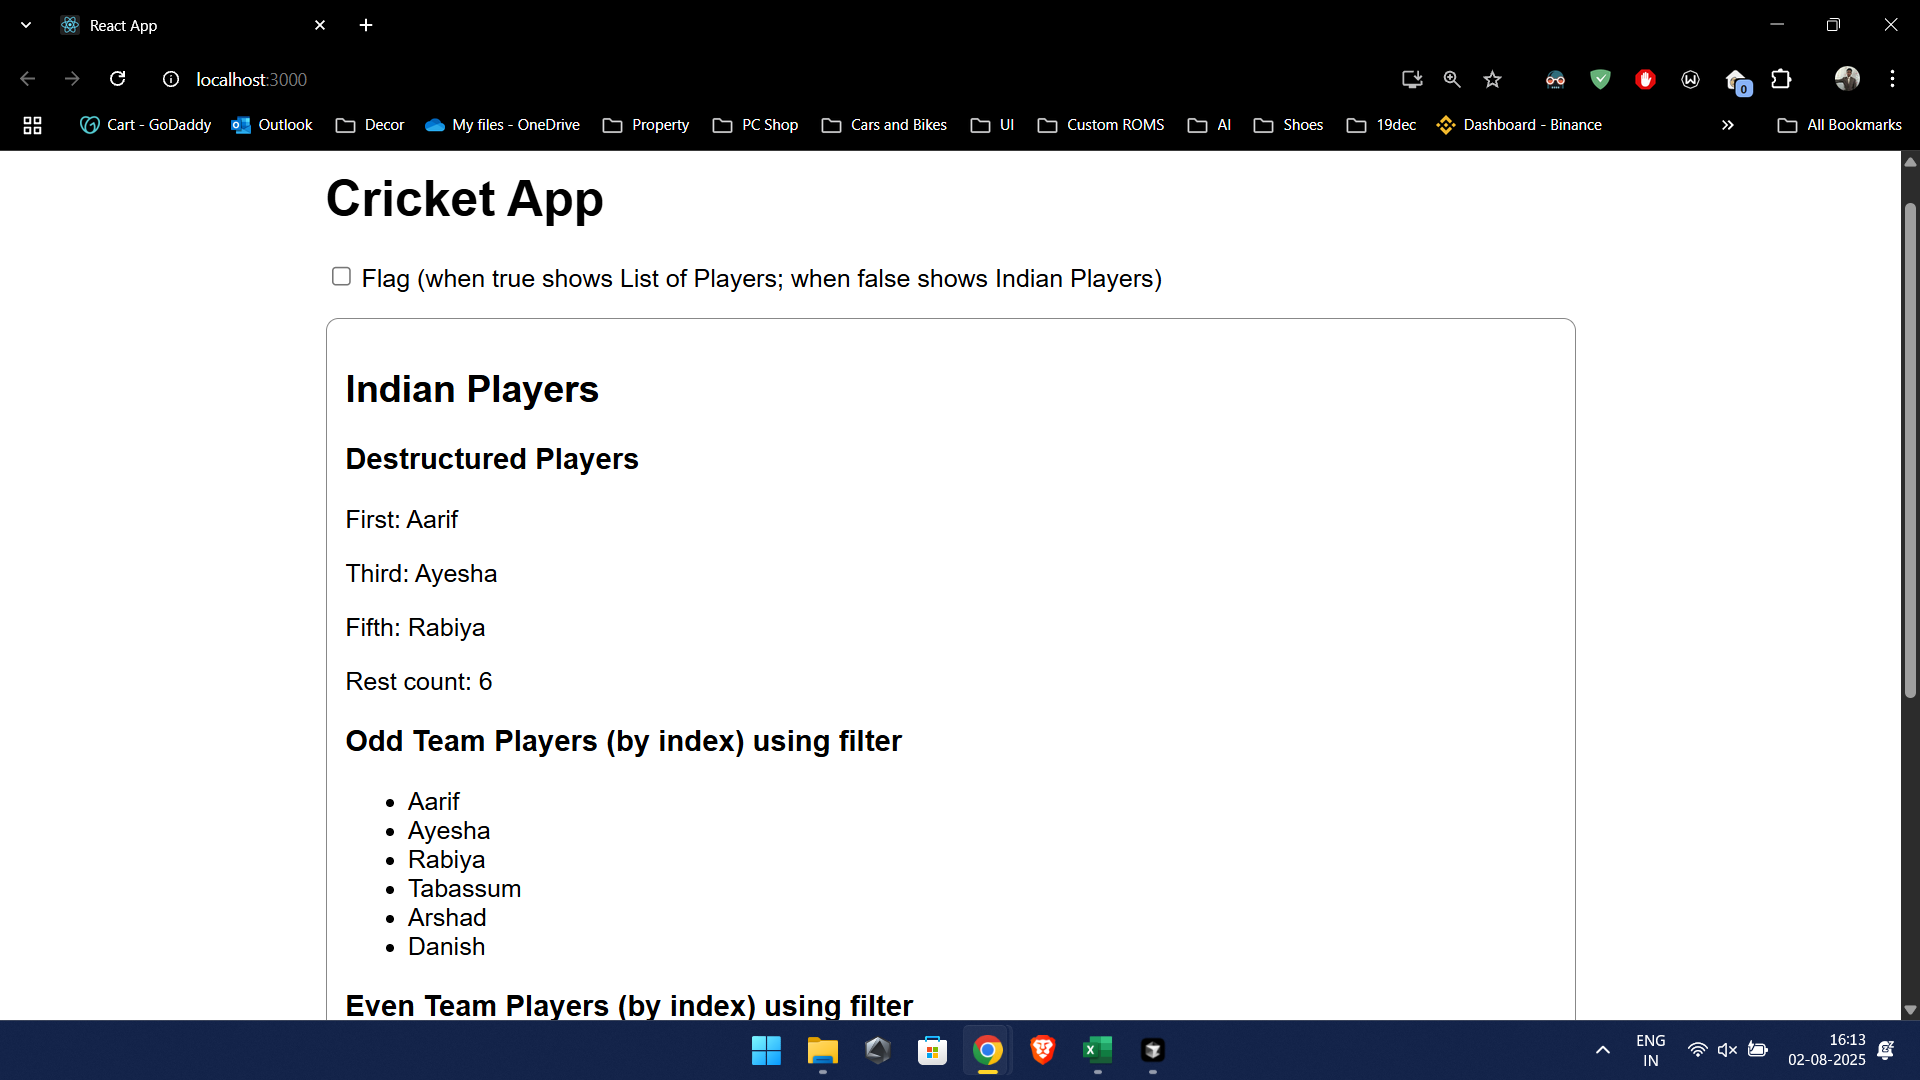 React App
localhost:3000
0
Cart - GoDaddy Outlook Decor My files - OneDrive Property PC Shop Cars and Bikes UI Custom ROMS AI Shoes 19dec Dashboard - Binance » All Bookmarks
Cricket App
Flag (when true shows List of Players; when false shows Indian Players)
Indian Players
Destructured Players
First: Aarif
Third: Ayesha
Fifth: Rabiya
Rest count: 6
Odd Team Players (by index) using filter
• Aarif
• Ayesha
• Rabiya
• Tabassum
• Arshad
• Danish
Even Team Players (by index) using filter
ENG
IN
16:13
02-08-2025